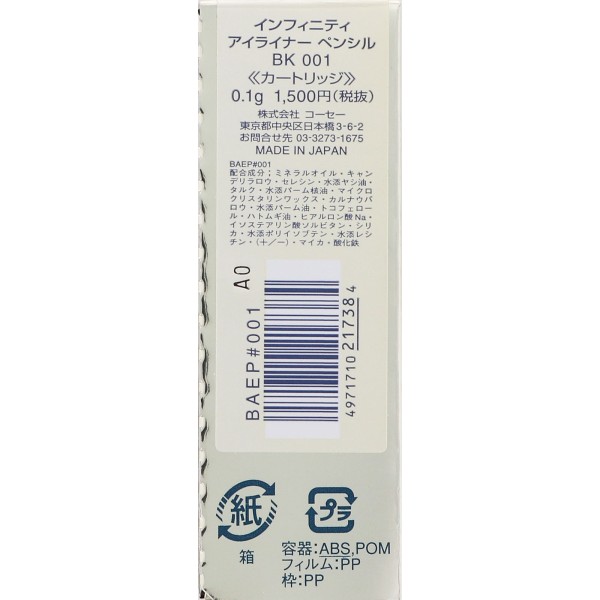 インフィニティ
アイライナー ペンシル
BK 001
《カートリッジ》
0.1g 1,500円(税抜)
株式会社 コーセー
東京都中央区日本橋3-6-2
お問合せ先 03-3273-1675
MADE IN JAPAN
BAEP#001
配合成分；ミネラルオイル・キャン
デリラロウ・セレシン・水添ヤシ油・
タルク・水添パーム核油・マイクロ
クリスタリンワックス・カルナウバ
ロウ・水添パーム油・トコフェロー
ル・ハトムギ油・ヒアルロン酸Na・
イソステアリン酸ソルビタン・シリ
カ・水添ポリイソブテン・水添レシ
チン・(+/−)・マイカ・酸化鉄
BAEP#001 A0
4971710 217384
紙
箱
プラ
容器:ABS,POM
フィルム:PP
枠:PP